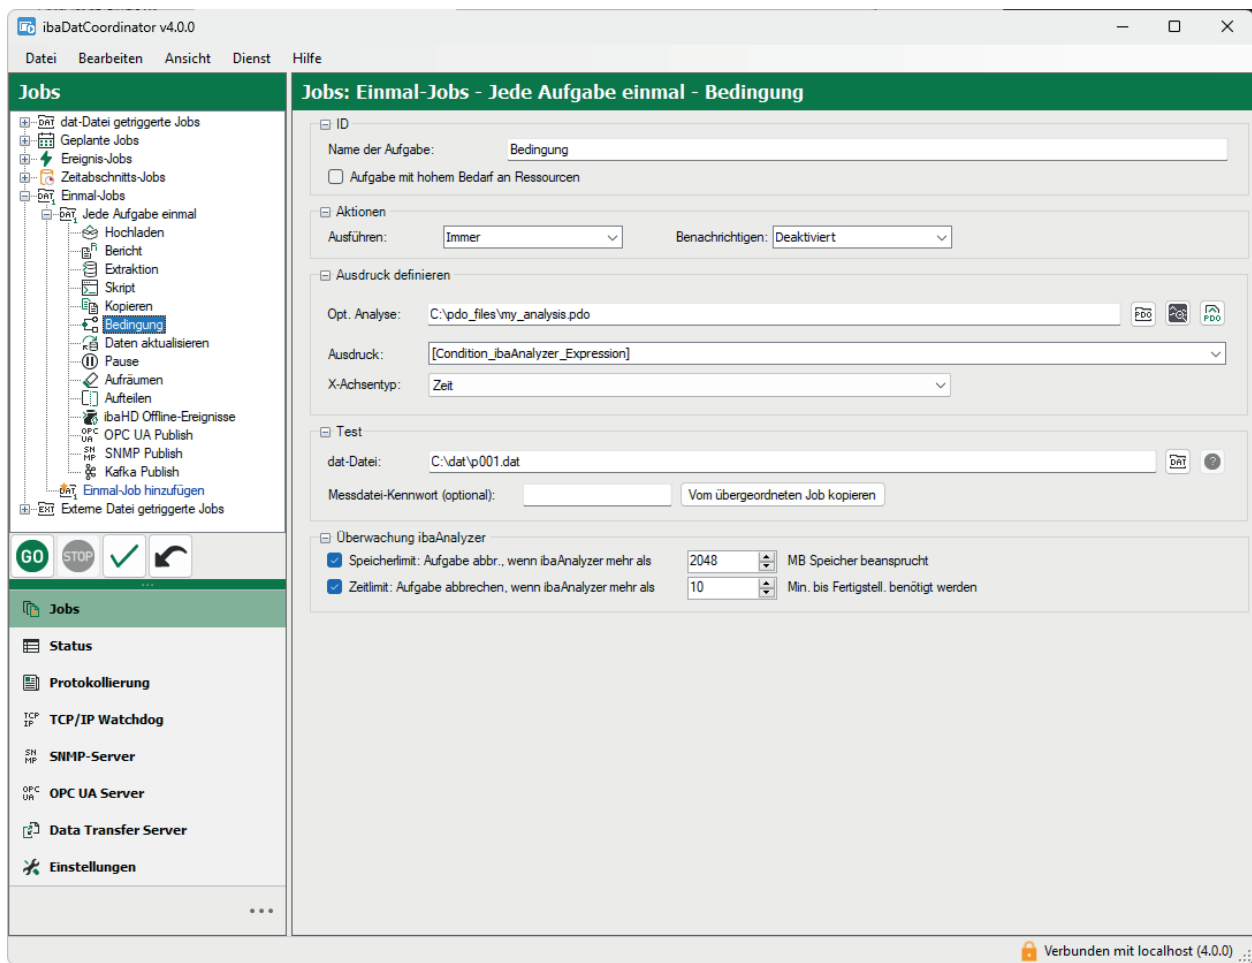 ibaDatCoordinator v4.0.0
Datei Bearbeiten Ansicht Dienst Hilfe
Jobs
dat-Datei getriggerte Jobs
Geplante Jobs
Ereignis-Jobs
Zeitabschnitts-Jobs
Einmal-Jobs
Jede Aufgabe einmal
Hochladen
Bericht
Extraktion
Skript
Kopieren
Bedingung
Daten aktualisieren
Pause
Aufräumen
Aufteilen
ibaHD Offline-Ereignisse
OPC UA Publish
SNMP Publish
Kafka Publish
Einmal-Job hinzufügen
Externe Datei getriggerte Jobs
GO STOP
Jobs
Status
Protokollierung
TCP/IP Watchdog
SNMP-Server
OPC UA Server
Data Transfer Server
Einstellungen
Jobs: Einmal-Jobs - Jede Aufgabe einmal - Bedingung
ID
Name der Aufgabe: Bedingung
Aufgabe mit hohem Bedarf an Ressourcen
Aktionen
Ausführen: Immer Benachrichtigen: Deaktiviert
Ausdruck definieren
Opt. Analyse: C:\pdo_files\my_analysis.pdo PDO PDO
Ausdruck: [Condition_ibaAnalyzer_Expression]
X-Achsentyp: Zeit
Test
dat-Datei: C:\dat\p001.dat DAT ?
Messdatei-Kennwort (optional): Vom übergeordneten Job kopieren
Überwachung ibaAnalyzer
Speicherlimit: Aufgabe abbr., wenn ibaAnalyzer mehr als 2048 MB Speicher beansprucht
Zeitlimit: Aufgabe abbrechen, wenn ibaAnalyzer mehr als 10 Min. bis Fertigstell. benötigt werden
Verbunden mit localhost (4.0.0)